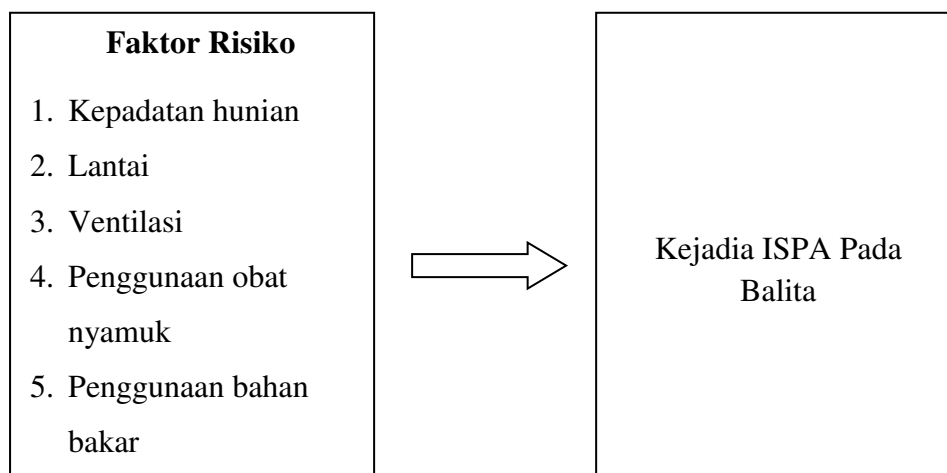 Faktor Risiko
1. Kepadatan hunian
2. Lantai
3. Ventilasi
4. Penggunaan obat
nyamuk
5. Penggunaan bahan
bakar
Kejadia ISPA Pada
Balita